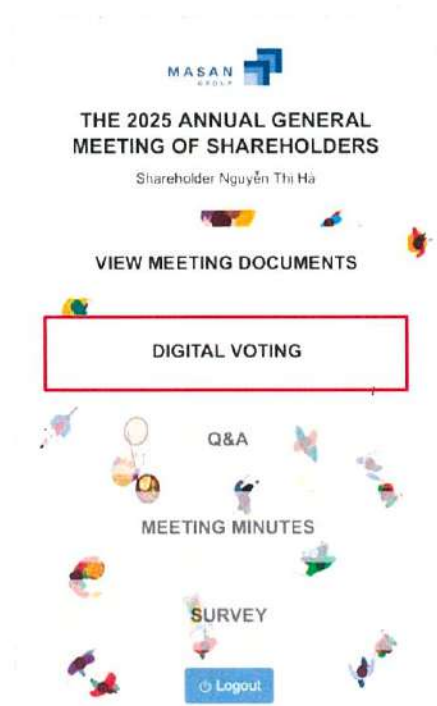 MASAN
GROUP
THE 2025 ANNUAL GENERAL
MEETING OF SHAREHOLDERS
Shareholder Nguyễn Thị Hà
VIEW MEETING DOCUMENTS
DIGITAL VOTING
Q&A
MEETING MINUTES
SURVEY
Logout